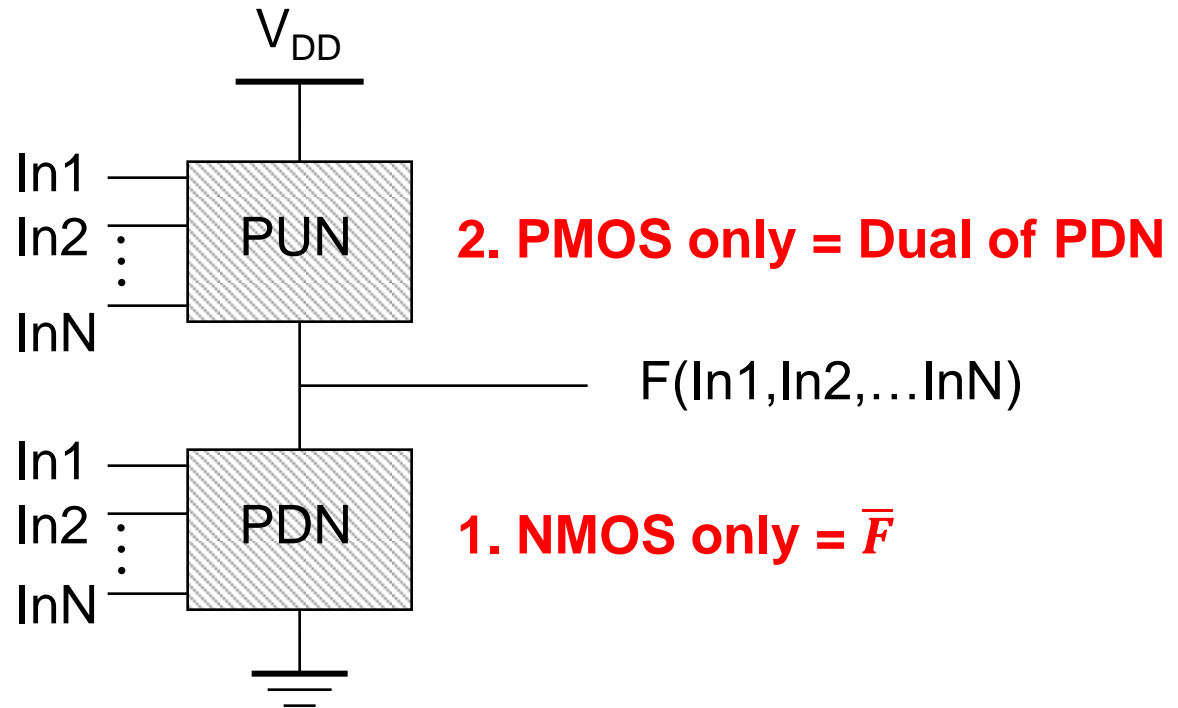 V_DD
In1
In2
⋮
InN
PUN
2. PMOS only = Dual of PDN
F(In1,In2,…InN)
In1
In2
⋮
InN
PDN
1. NMOS only = F̅